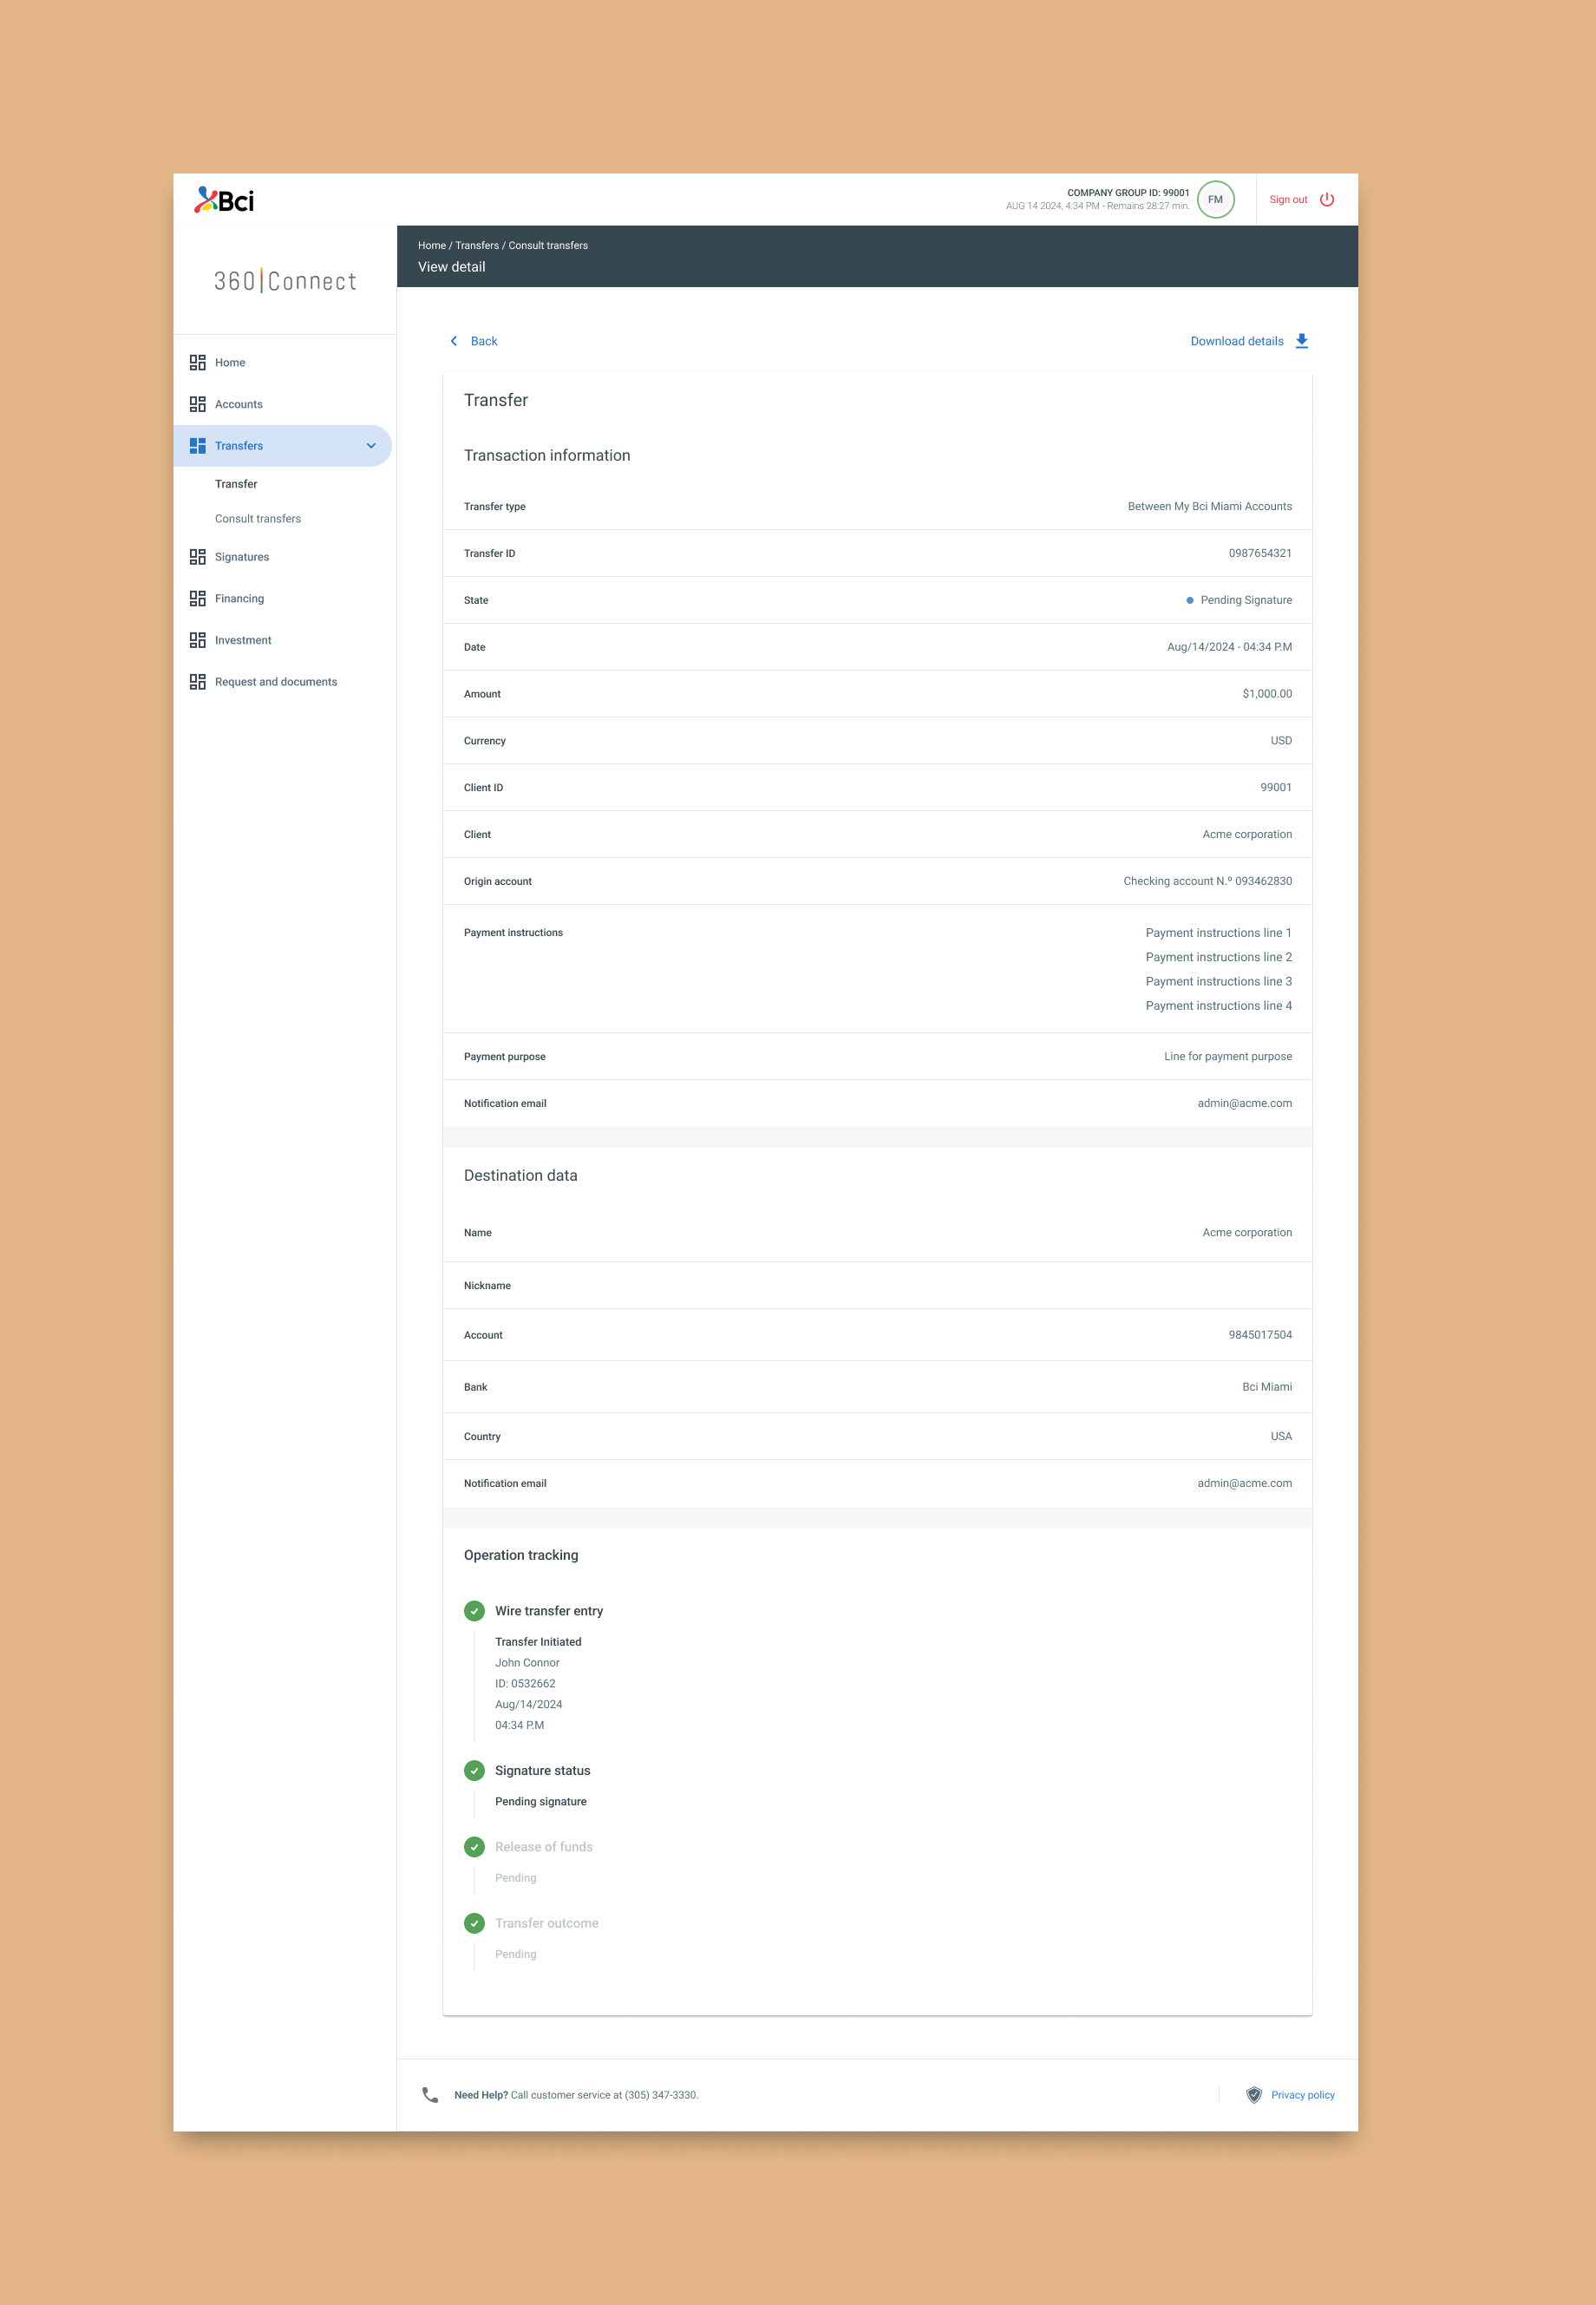 Bci
COMPANY GROUP ID: 99001
AUG 14 2024, 4:34 PM - Remains 28:27 min.
FM
Sign out
360|Connect
Home / Transfers / Consult transfers
View detail
Home
Accounts
Transfers
Transfer
Consult transfers
Signatures
Financing
Investment
Request and documents
Back
Download details
Transfer
Transaction information
Transfer type Between My Bci Miami Accounts
Transfer ID 0987654321
State Pending Signature
Date Aug/14/2024 - 04:34 P.M
Amount $1,000.00
Currency USD
Client ID 99001
Client Acme corporation
Origin account Checking account N.º 093462830
Payment instructions Payment instructions line 1
Payment instructions line 2
Payment instructions line 3
Payment instructions line 4
Payment purpose Line for payment purpose
Notification email admin@acme.com
Destination data
Name Acme corporation
Nickname
Account 9845017504
Bank Bci Miami
Country USA
Notification email admin@acme.com
Operation tracking
Wire transfer entry
Transfer Initiated
John Connor
ID: 0532662
Aug/14/2024
04:34 P.M
Signature status
Pending signature
Release of funds
Pending
Transfer outcome
Pending
Need Help? Call customer service at (305) 347-3330.
Privacy policy